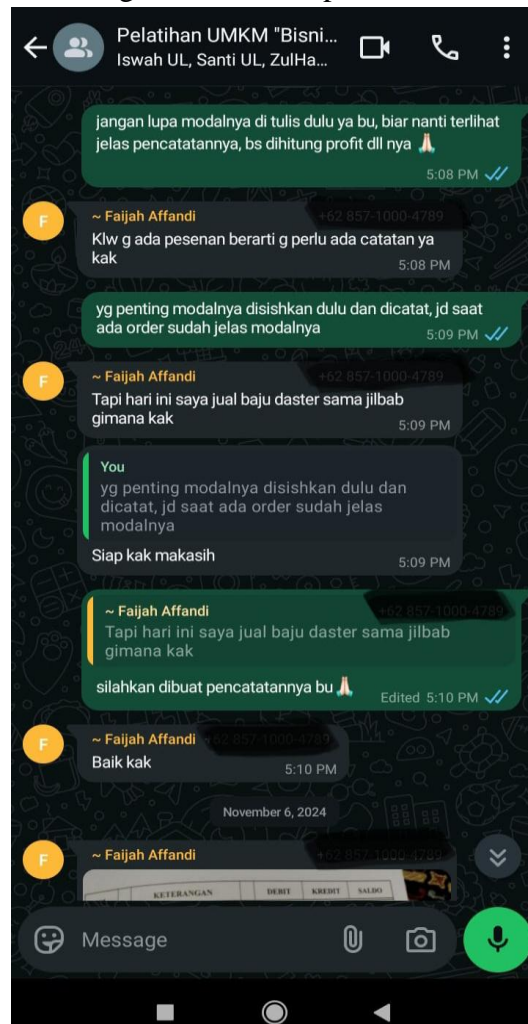 Pelatihan UMKM "Bisni...
Iswah UL, Santi UL, ZulHa...
jangan lupa modalnya di tulis dulu ya bu, biar nanti terlihat
jelas pencatatannya, bs dihitung profit dll nya 🙏🏻
5:08 PM
F
~ Faijah Affandi
Klw g ada pesenan berarti g perlu ada catatan ya
kak
5:08 PM
yg penting modalnya disishkan dulu dan dicatat, jd saat
ada order sudah jelas modalnya
5:09 PM
F
~ Faijah Affandi
Tapi hari ini saya jual baju daster sama jilbab
gimana kak
5:09 PM
You
yg penting modalnya disishkan dulu dan
dicatat, jd saat ada order sudah jelas
modalnya
Siap kak makasih
5:09 PM
~ Faijah Affandi
Tapi hari ini saya jual baju daster sama jilbab
gimana kak
silahkan dibuat pencatatannya bu 🙏🏻
Edited 5:10 PM
F
~ Faijah Affandi
Baik kak
5:10 PM
November 6, 2024
F
~ Faijah Affandi
KETERANGAN DEBIT KREDIT SALDO
Message